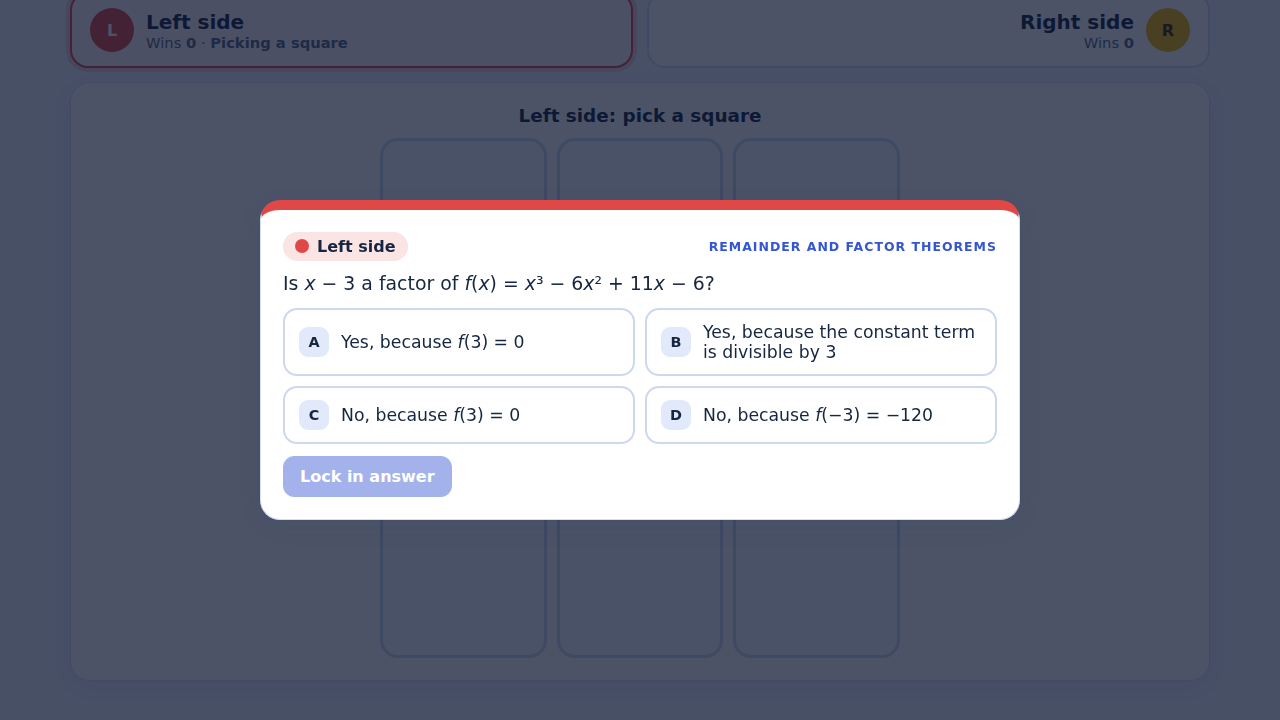 L
Left side
Wins 0 · Picking a square
Right side
Wins 0
R
Left side: pick a square
Left side
REMAINDER AND FACTOR THEOREMS
Is x − 3 a factor of f(x) = x³ − 6x² + 11x − 6?
A
Yes, because f(3) = 0
B
Yes, because the constant term
is divisible by 3
C
No, because f(3) = 0
D
No, because f(−3) = −120
Lock in answer